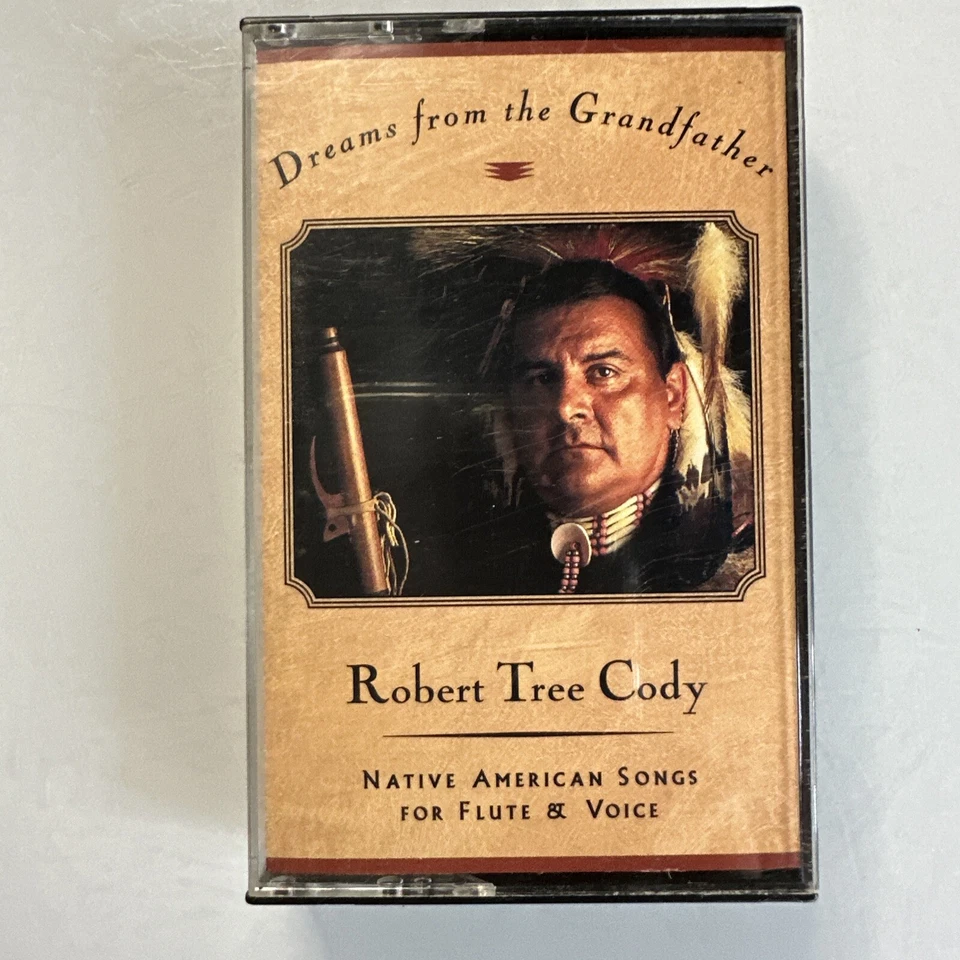 Dreams from the Grandfather
Robert Tree Cody
Native American Songs
for Flute & Voice